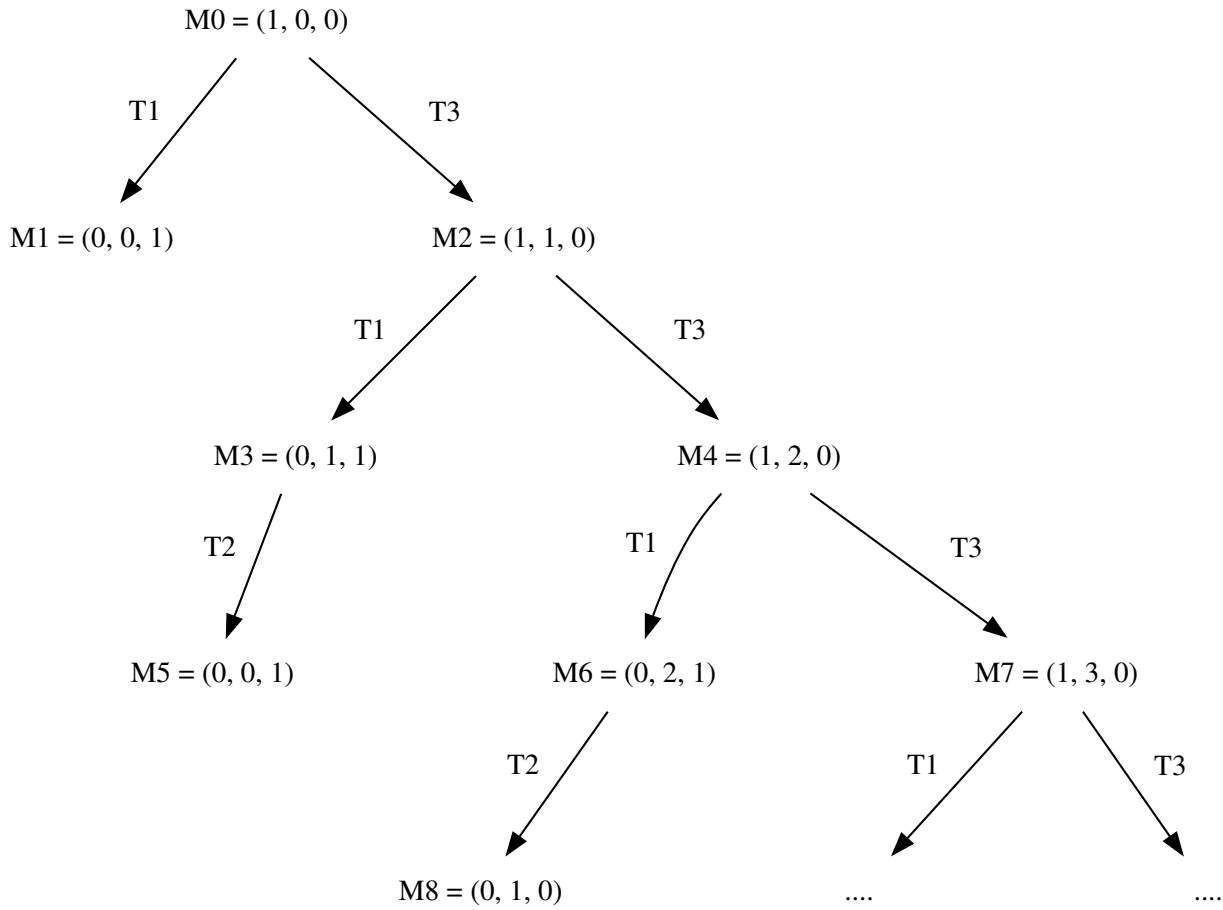 M0 = (1, 0, 0)
T1
T3
M1 = (0, 0, 1)
M2 = (1, 1, 0)
T1
T3
M3 = (0, 1, 1)
M4 = (1, 2, 0)
T2
T1
T3
M5 = (0, 0, 1)
M6 = (0, 2, 1)
M7 = (1, 3, 0)
T2
T1
T3
M8 = (0, 1, 0)
....
....